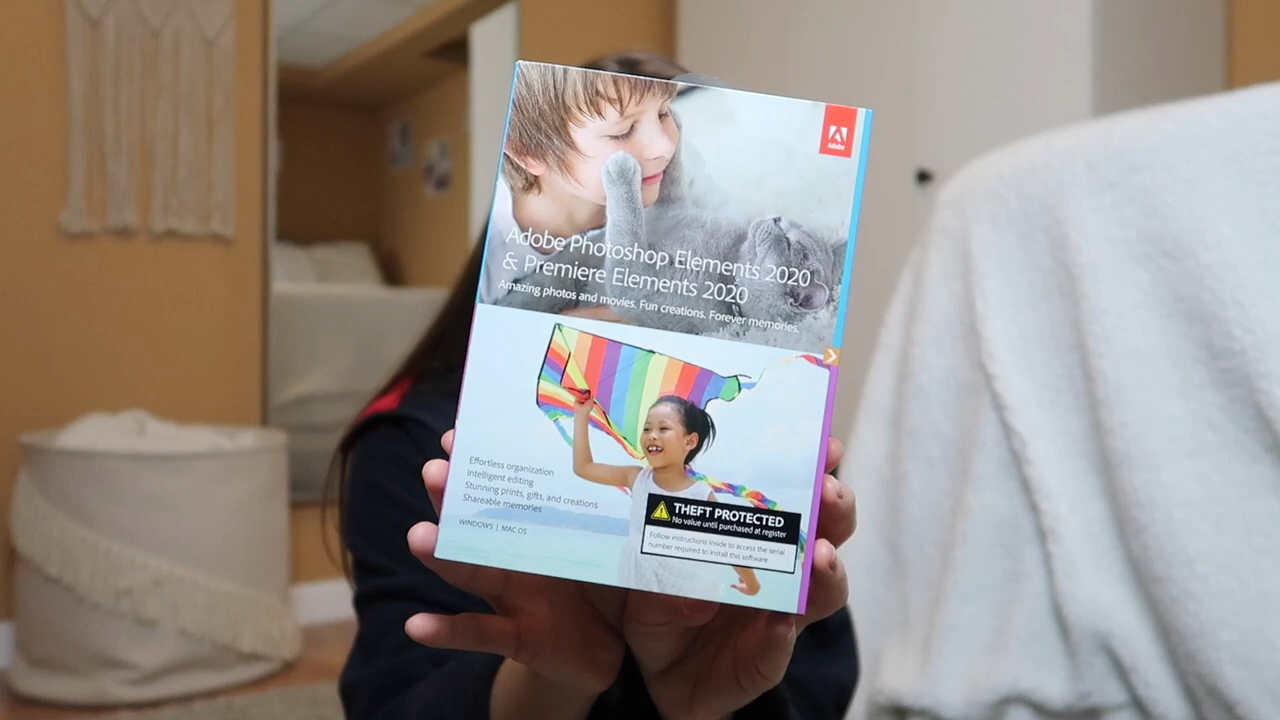 Adobe
Adobe Photoshop Elements 2020
& Premiere Elements 2020
Amazing photos and movies. Fun creations. Forever memories.
Effortless organization
Intelligent editing
Stunning prints, gifts, and creations
Shareable memories
WINDOWS | MAC OS
THEFT PROTECTED
No value until purchased at register
Follow instructions inside to access the serial
number required to install this software